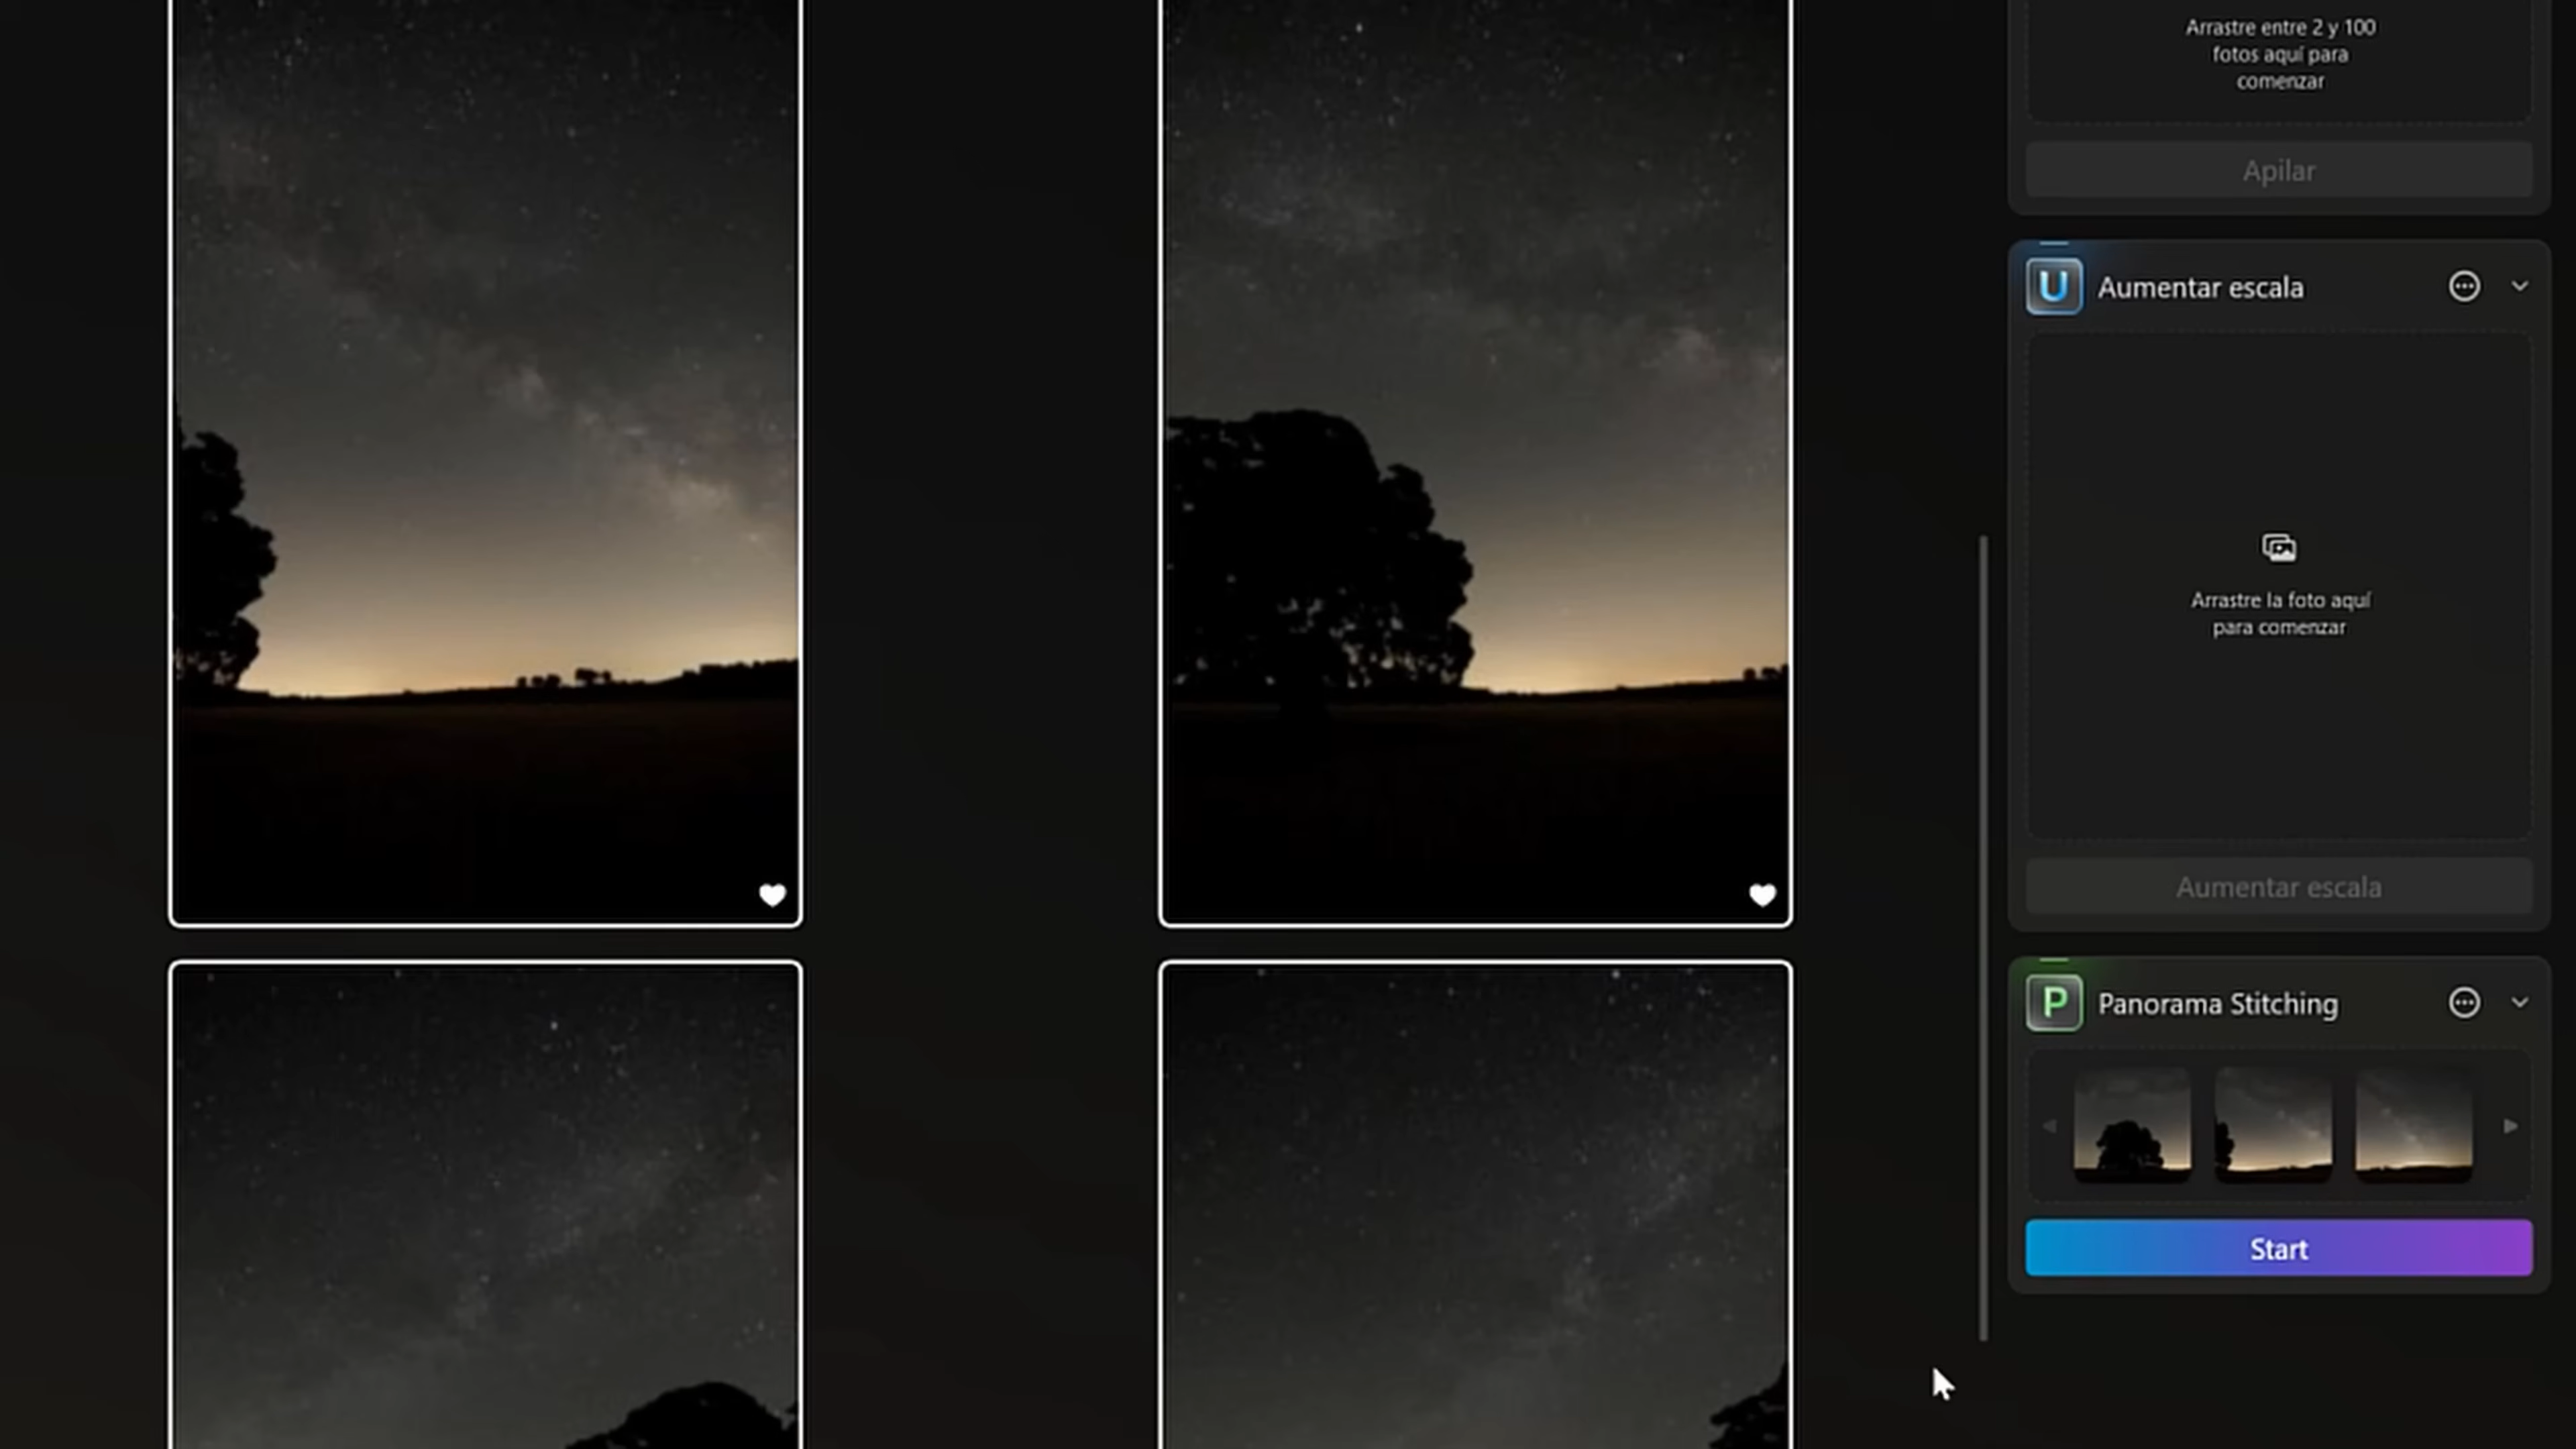 Arrastre entre 2 y 100
fotos aquí para
comenzar
Apilar
U
Aumentar escala
Arrastre la foto aquí
para comenzar
Aumentar escala
P
Panorama Stitching
Start